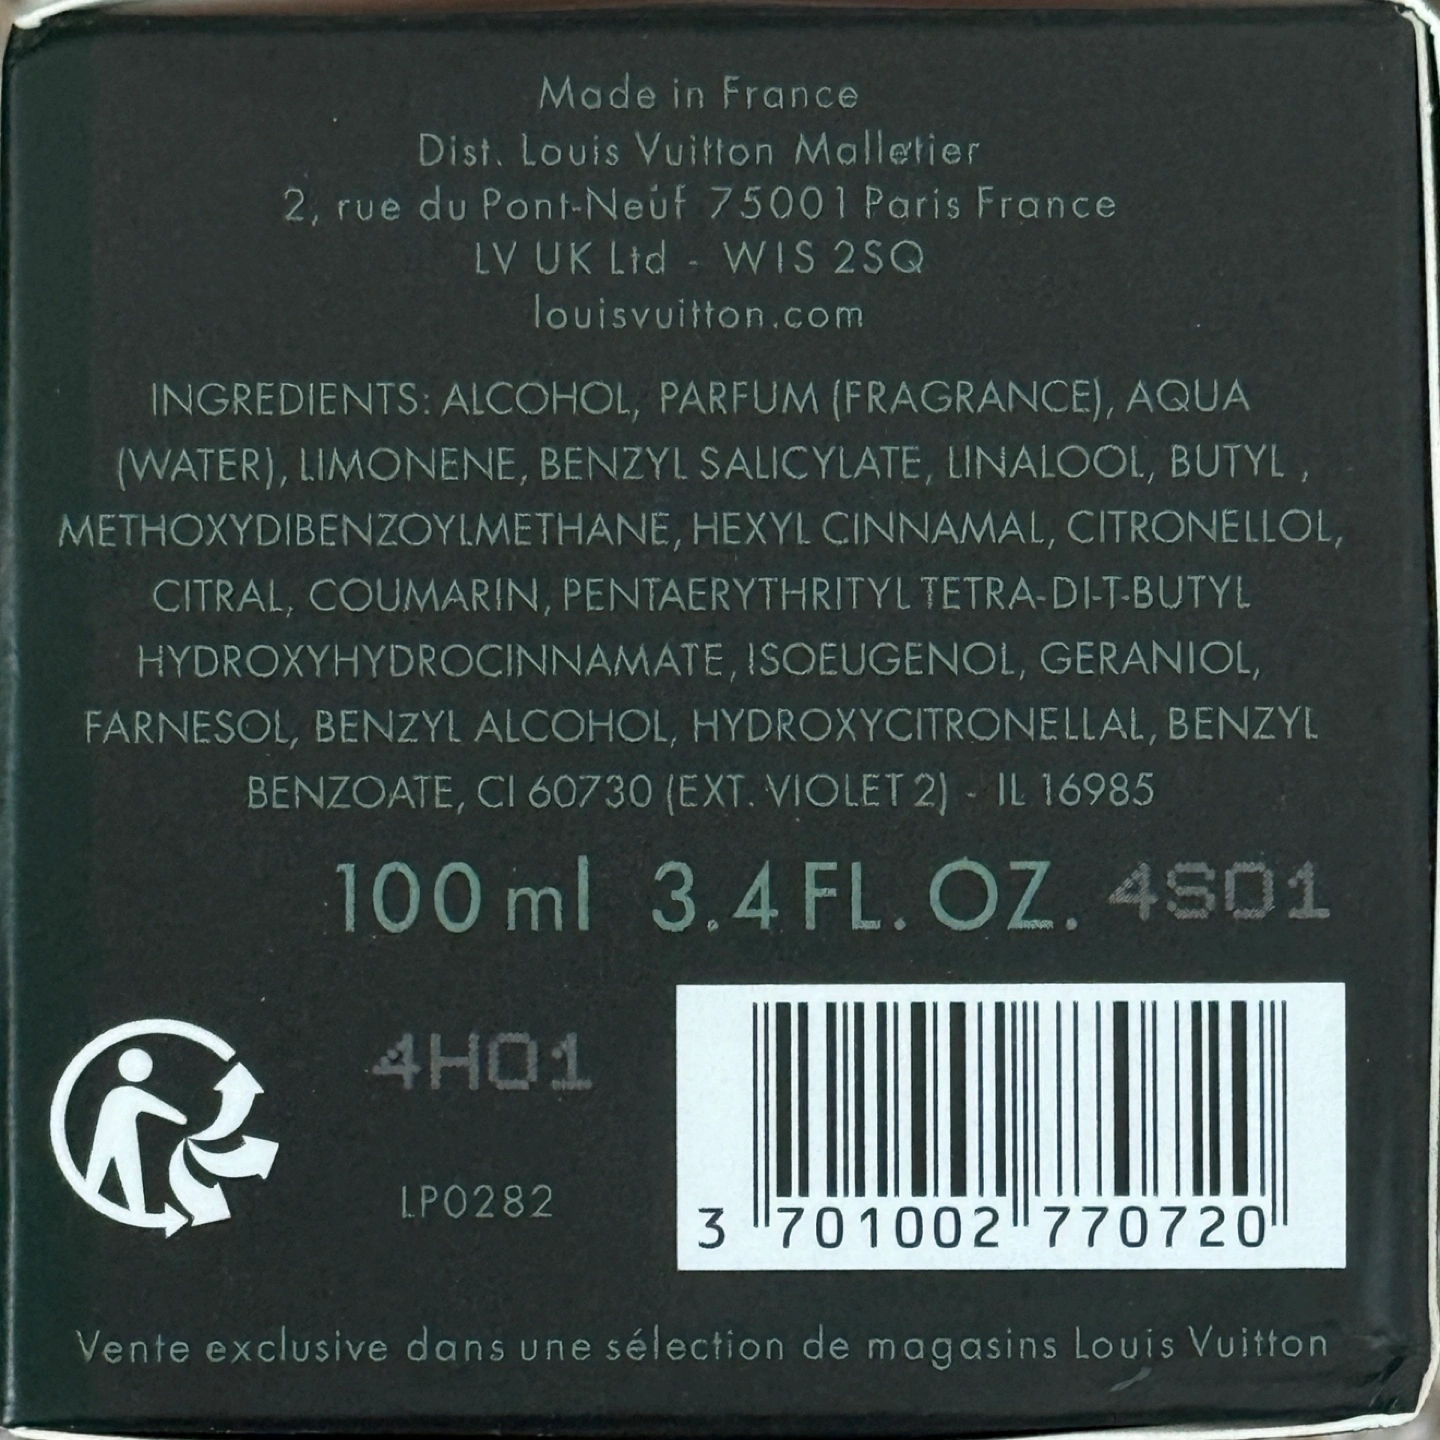 Made in France
Dist. Louis Vuitton Malletier
2, rue du Pont-Neuf 75001 Paris France
LV UK Ltd - W1S 2SQ
louisvuitton.com
INGREDIENTS: ALCOHOL, PARFUM (FRAGRANCE), AQUA
(WATER), LIMONENE, BENZYL SALICYLATE, LINALOOL, BUTYL ,
METHOXYDIBENZOYLMETHANE, HEXYL CINNAMAL, CITRONELLOL,
CITRAL, COUMARIN, PENTAERYTHRITYL TETRA-DI-T-BUTYL
HYDROXYHYDROCINNAMATE, ISOEUGENOL, GERANIOL,
FARNESOL, BENZYL ALCOHOL, HYDROXYCITRONELLAL, BENZYL
BENZOATE, CI 60730 (EXT. VIOLET 2) - IL 16985
100 ml 3.4 FL. OZ. 4S01
4H01
LP0282
3 701002 770720
Vente exclusive dans une sélection de magasins Louis Vuitton